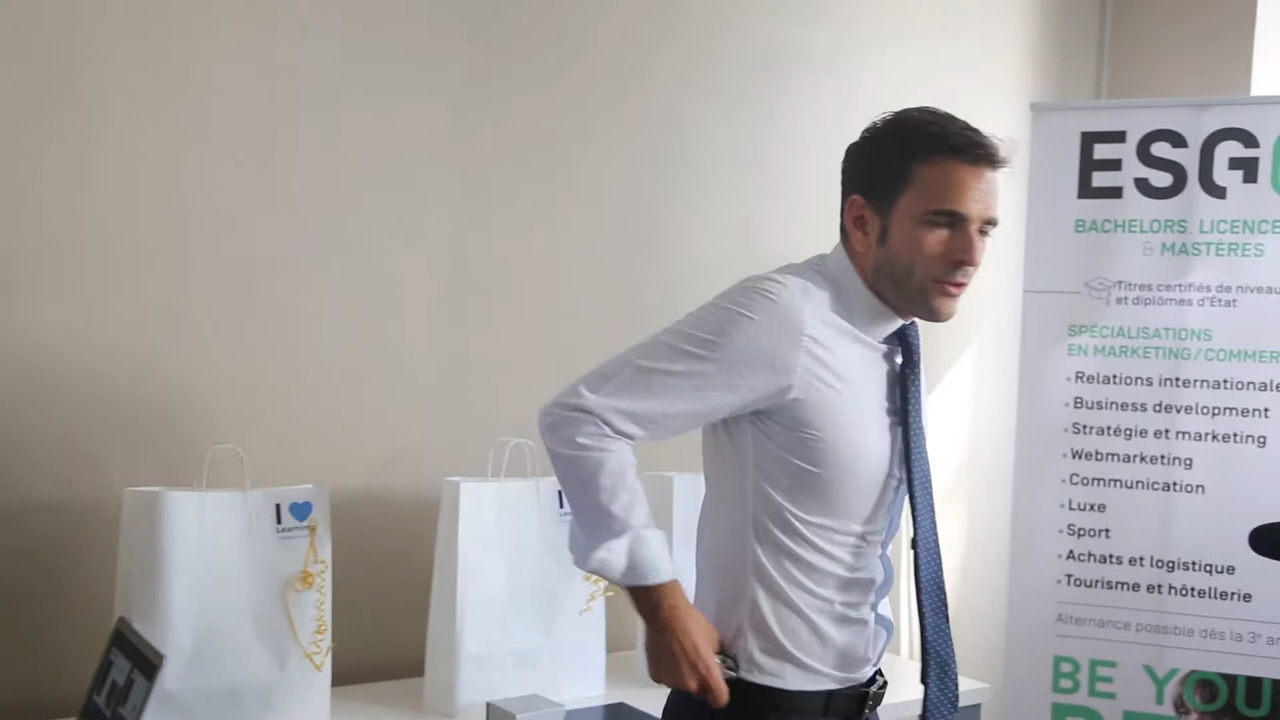 ESG
BACHELORS, LICENCE
& MASTÈRES
Titres certifiés de niveau
et diplômes d'État
SPÉCIALISATIONS
EN MARKETING/COMMER
• Relations internationale
• Business development
• Stratégie et marketing
• Webmarketing
• Communication
• Luxe
• Sport
• Achats et logistique
• Tourisme et hôtellerie
Alternance possible dès la 3e an
BE YOU
I
Learning
I